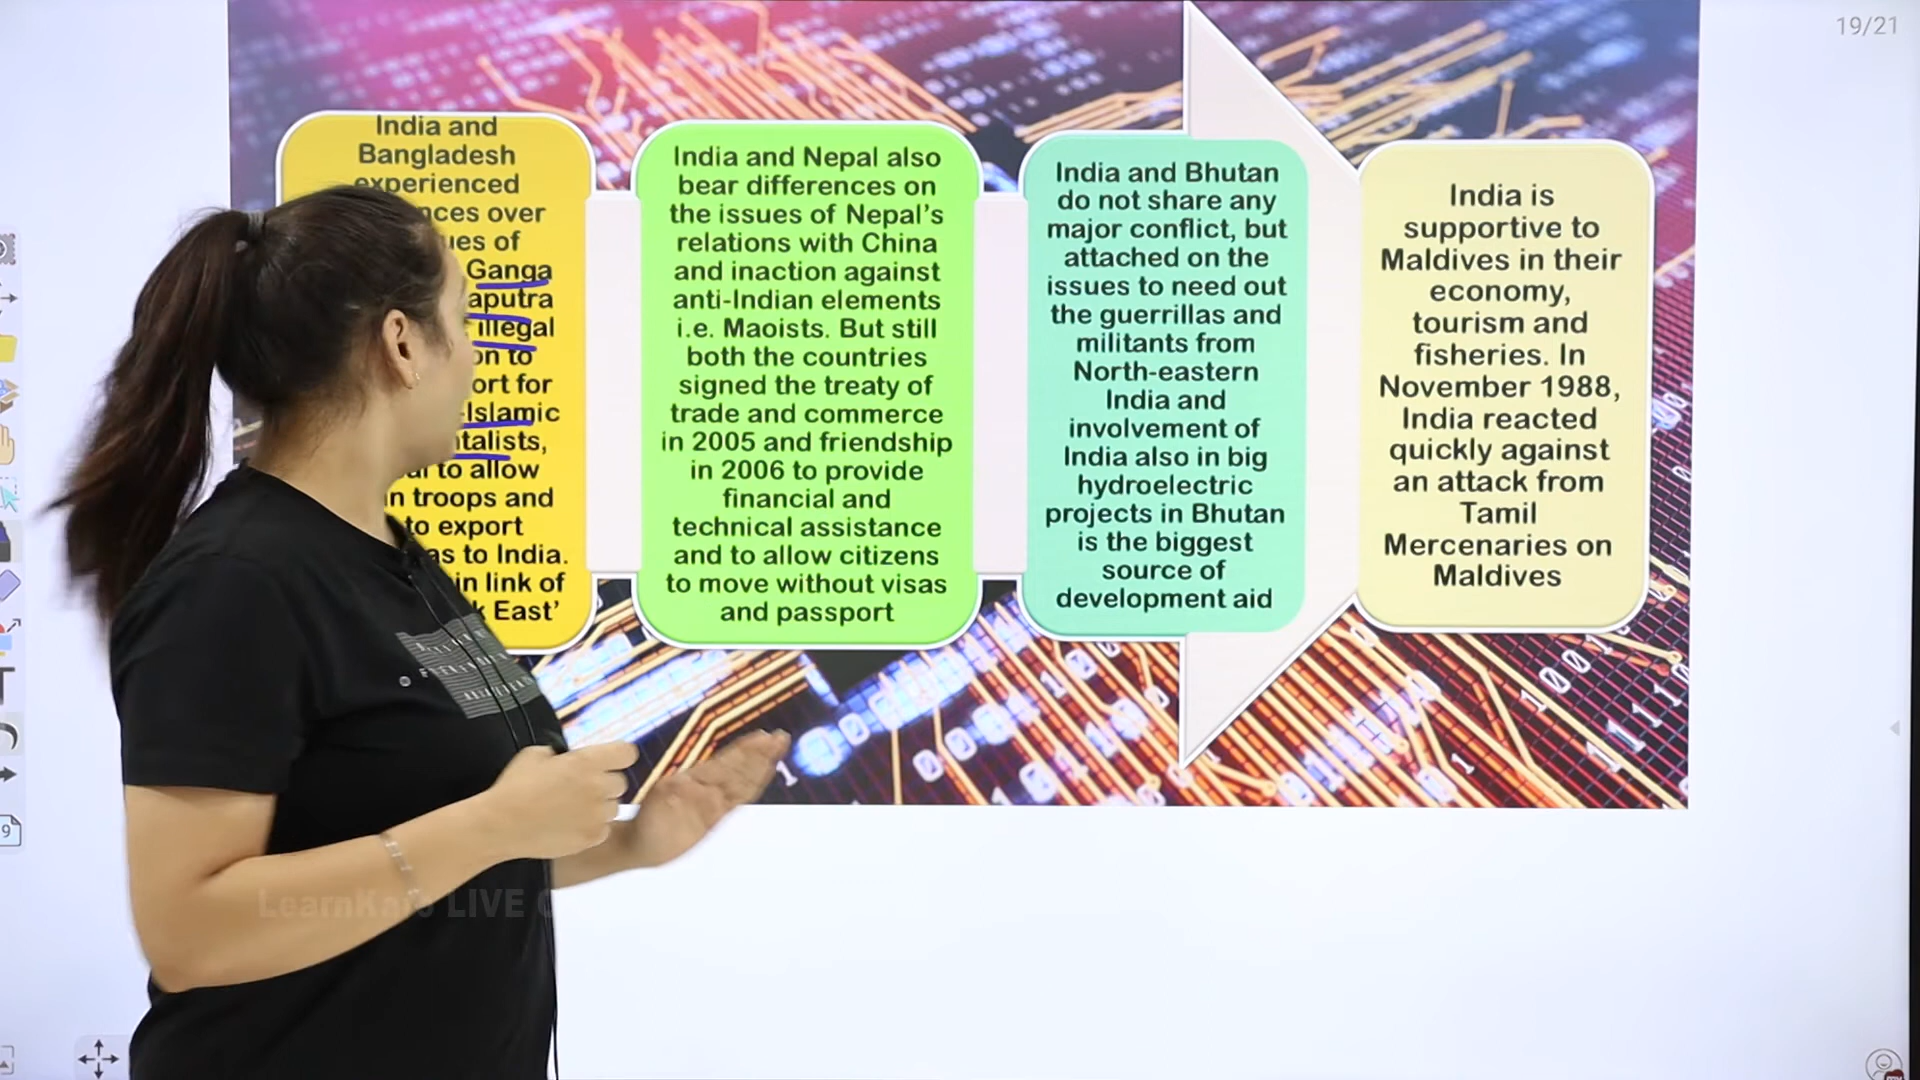 19/21
India and
Bangladesh
experienced
over
of
Ganga
illegal
to
for
-Islamic
to allow
troops and
to export
to India.
in link of
East’
India and Nepal also
bear differences on
the issues of Nepal’s
relations with China
and inaction against
anti-Indian elements
i.e. Maoists. But still
both the countries
signed the treaty of
trade and commerce
in 2005 and friendship
in 2006 to provide
financial and
technical assistance
and to allow citizens
to move without visas
and passport
India and Bhutan
do not share any
major conflict, but
attached on the
issues to need out
the guerrillas and
militants from
North-eastern
India and
involvement of
India also in big
hydroelectric
projects in Bhutan
is the biggest
source of
development aid
India is
supportive to
Maldives in their
economy,
tourism and
fisheries. In
November 1988,
India reacted
quickly against
an attack from
Tamil
Mercenaries on
Maldives
LIVE